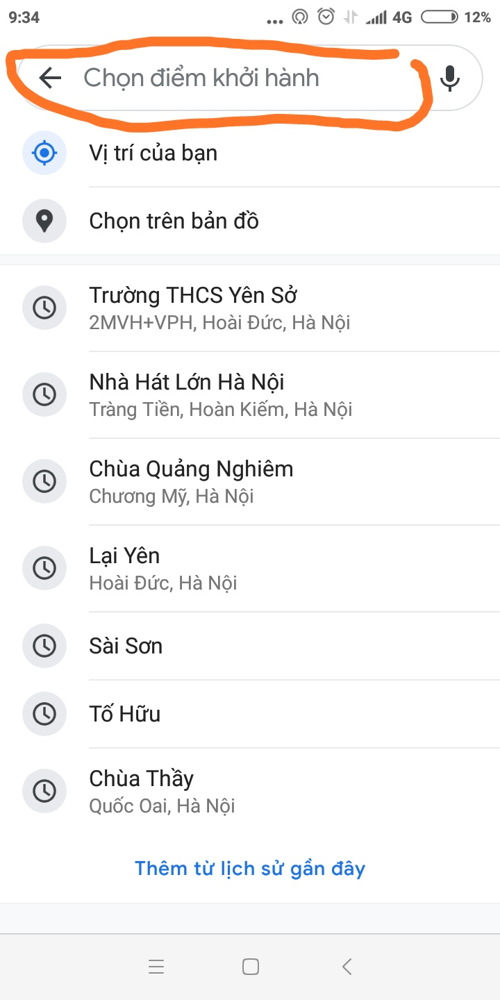 9:34
4G
12%
Chọn điểm khởi hành
Vị trí của bạn
Chọn trên bản đồ
Trường THCS Yên Sở
2MVH+VPH, Hoài Đức, Hà Nội
Nhà Hát Lớn Hà Nội
Tràng Tiền, Hoàn Kiếm, Hà Nội
Chùa Quảng Nghiêm
Chương Mỹ, Hà Nội
Lại Yên
Hoài Đức, Hà Nội
Sài Sơn
Tố Hữu
Chùa Thầy
Quốc Oai, Hà Nội
Thêm từ lịch sử gần đây